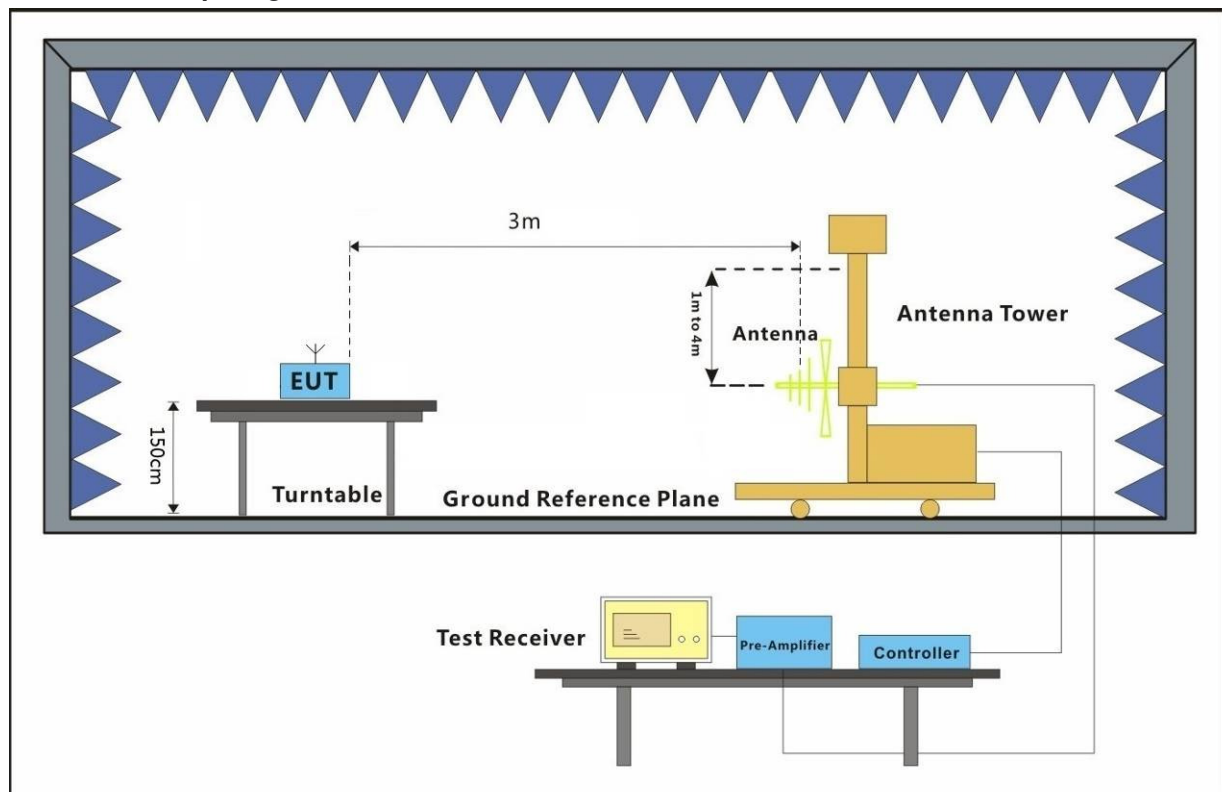 3m
1m to 4m
Antenna
Antenna Tower
EUT
150cm
Turntable
Ground Reference Plane
Test Receiver
Pre-Amplifier
Controller